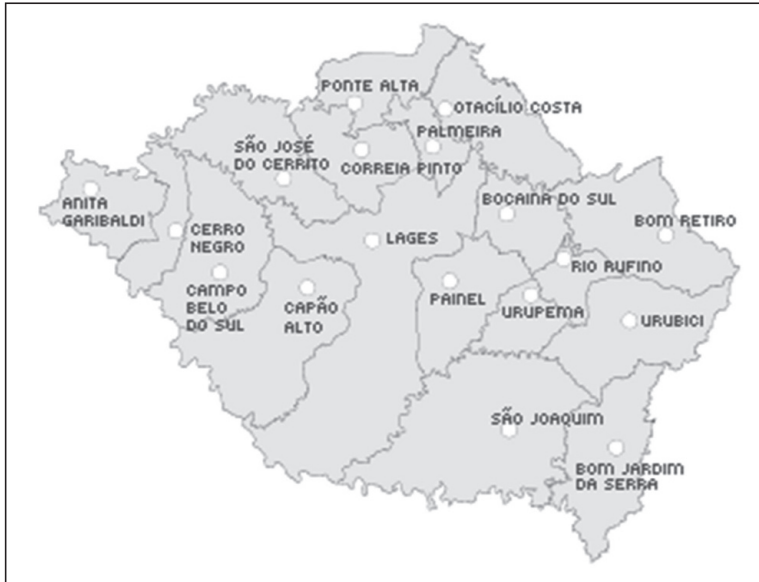 PONTE ALTA
OTACÍLIO COSTA
PALMEIRA
SÃO JOSÉ
DO CERRITO
CORREIA PINTO
ANITA
GARIBALDI
BOCAINA DO SUL
BOM RETIRO
CERRO
NEGRO
LAGES
RIO RUFINO
CAMPO
BELO
DO SUL
CAPÃO
ALTO
PAINEL
URUPEMA
URUBICI
SÃO JOAQUIM
BOM JARDIM
DA SERRA